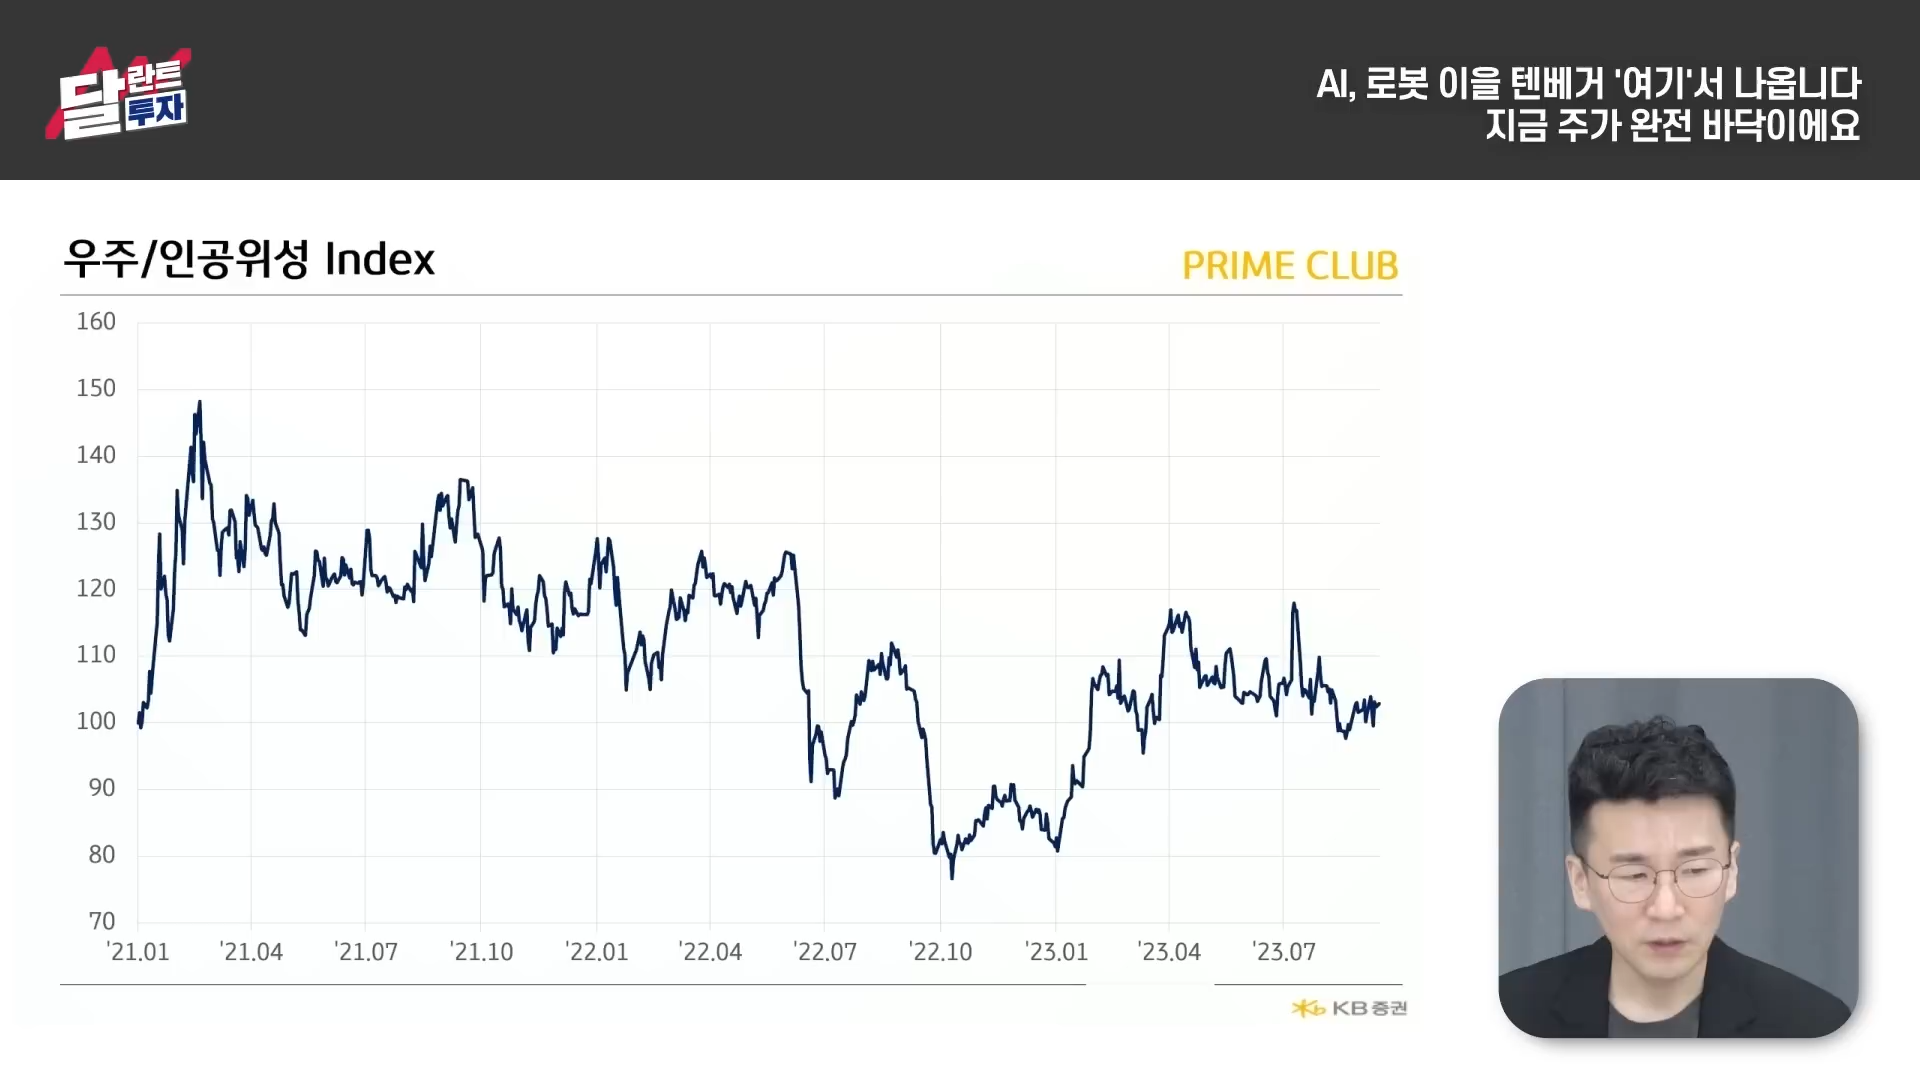 달란트
투자
AI, 로봇 이을 텐베거 '여기'서 나옵니다
지금 주가 완전 바닥이에요
우주/인공위성 Index
PRIME CLUB
160
150
140
130
120
110
100
90
80
70
'21.01 '21.04 '21.07 '21.10 '22.01 '22.04 '22.07 '22.10 '23.01 '23.04 '23.07
KB증권